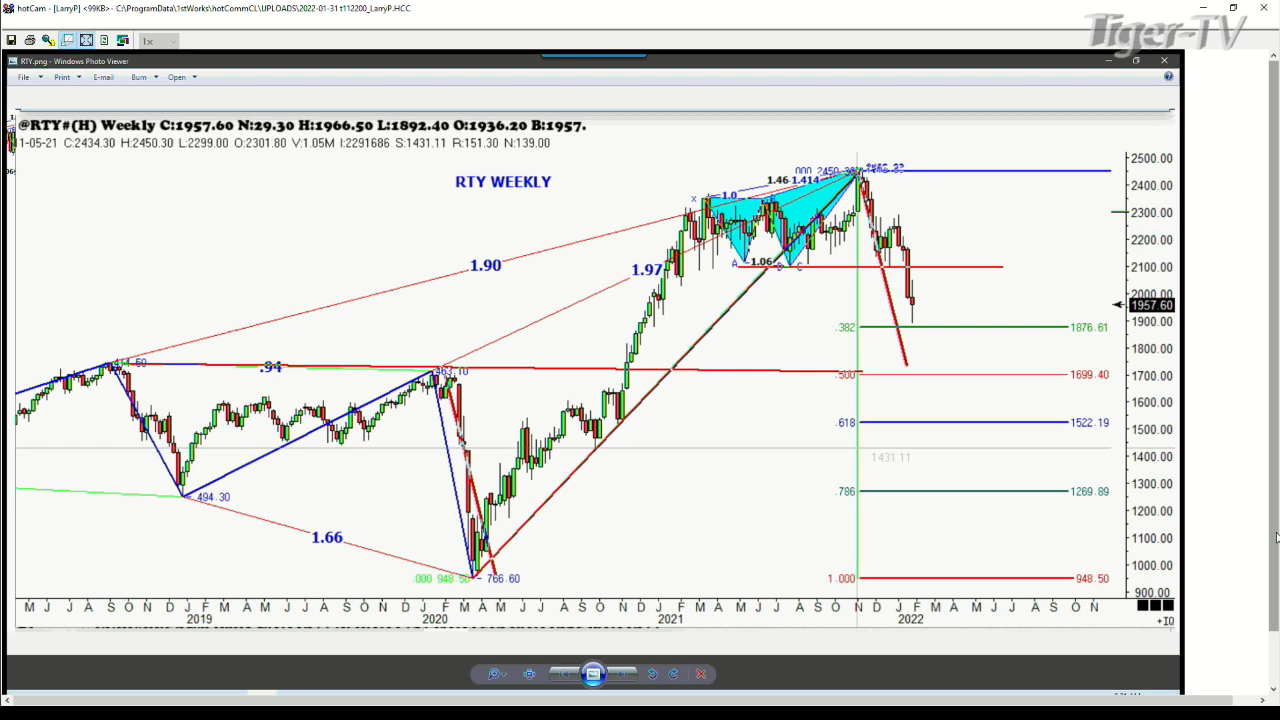 hotCam - [LarryP] <99KB> - C:\ProgramData\1stWorks\hotCommCL\UPLOADS\2022-01-31 t112200_LarryP.HCC
Tiger-TV
1x
RTY.png - Windows Photo Viewer
File Print E-mail Burn Open
@RTY#(H) Weekly C:1957.60 N:29.30 H:1966.50 L:1892.40 O:1936.20 B:1957.
1-05-21 C:2434.30 H:2450.30 L:2299.00 O:2301.80 V:1.05M I:2291686 S:1431.11 R:151.30 N:139.00
RTY WEEKLY
2500.00
2400.00
2300.00
2200.00
2100.00
2000.00
1957.60
1900.00
1800.00
1700.00
1600.00
1500.00
1400.00
1300.00
1200.00
1100.00
1000.00
900.00
1.46 1.414
X
1.0
A
1.06
C
1.90
1.97
.94
463.10
494.30
1.66
.000 948.50
766.60
.382 1876.61
.500 1699.40
.618 1522.19
1431.11
.786 1269.89
1.000 948.50
M J J A S O N D J F M A M J J A S O N D J F M A M J J A S O N D J F M A M J J A S O N D J F M A M J J A S O N
2019 2020 2021 2022
+IQ